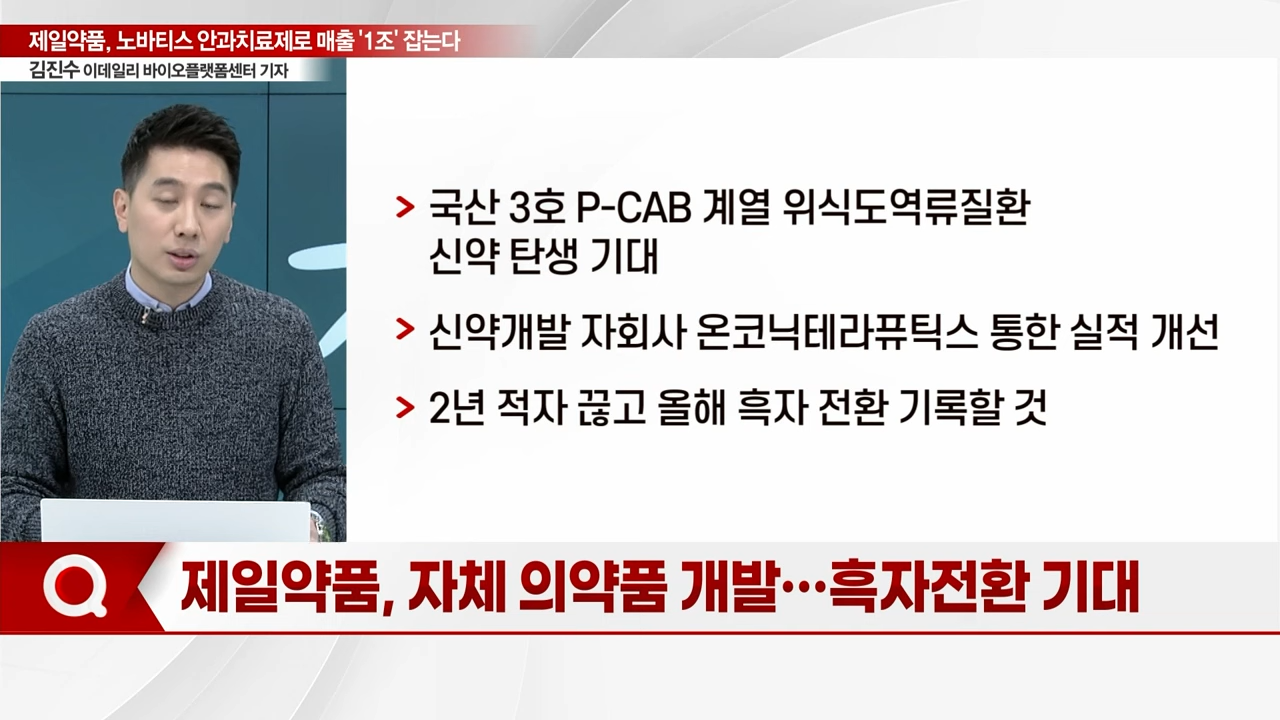 제일약품, 노바티스 안과치료제로 매출 '1조' 잡는다
김진수 이데일리 바이오플랫폼센터 기자
> 국산 3호 P-CAB 계열 위식도역류질환
신약 탄생 기대
> 신약개발 자회사 온코닉테라퓨틱스 통한 실적 개선
> 2년 적자 끊고 올해 흑자 전환 기록할 것
제일약품, 자체 의약품 개발…흑자전환 기대